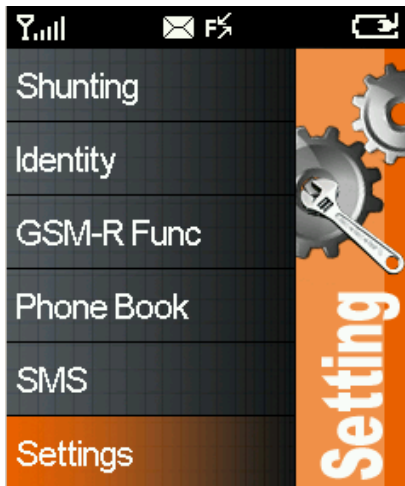 F
Shunting
Identity
GSM-R Func
Phone Book
SMS
Settings
Setting